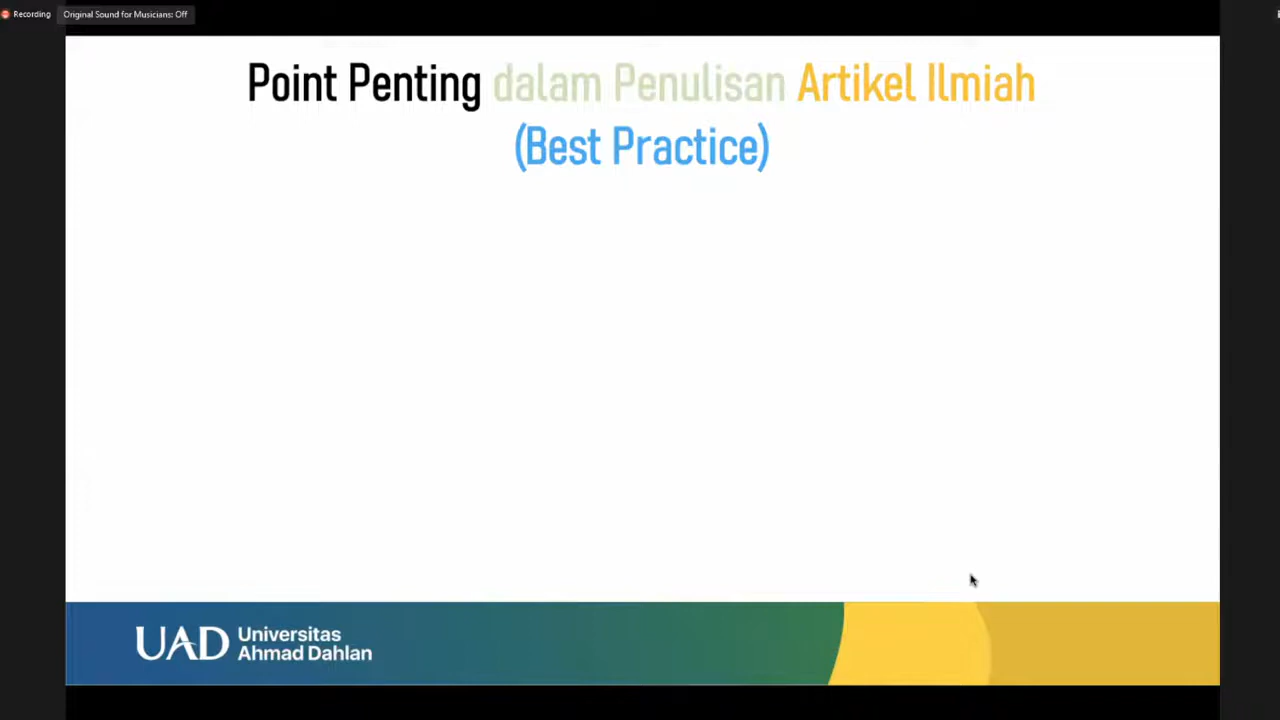 Recording
Original Sound for Musicians: Off
Point Penting dalam Penulisan Artikel Ilmiah
(Best Practice)
UAD
Universitas
Ahmad Dahlan